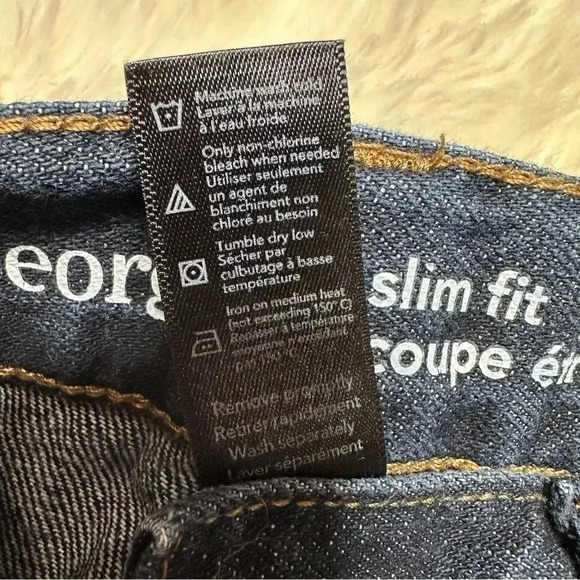 Machine wash cold
Laver à la machine
à l'eau froide.
Only non-chlorine
bleach when needed
Utiliser seulement
un agent de
blanchiment non
chloré au besoin
Tumble dry low
Sécher par
culbutage à basse
température
Iron on medium heat
(not exceeding 150° C)
Repasser à température
Remove promptly
Retirer rapidement
Wash separately
Laver séparément
eorg
slim fit
coupe